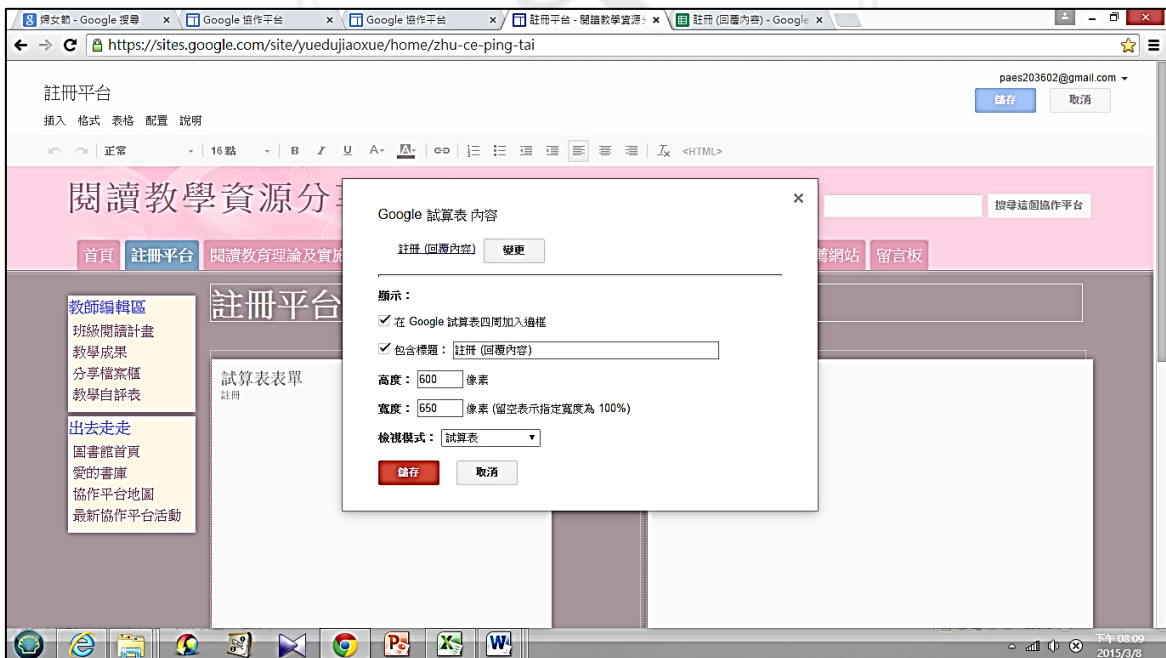 婦女節 - Google 搜尋
Google 協作平台
Google 協作平台
註冊平台 - 閱讀教學資源
註冊 (回覆內容) - Google
https://sites.google.com/site/yuedujiaoxue/home/zhu-ce-ping-tai
paes203602@gmail.com
註冊平台
儲存 取消
插入 格式 表格 配置 說明
正常 16 點 B I U A A <HTML>
閱讀教學資源分
搜尋這個協作平台
首頁 註冊平台 閱讀教育理論及實施
薦網站 留言板
教師編輯區
班級閱讀計畫
教學成果
分享檔案櫃
教學自評表
出去走走
圖書館首頁
愛的書庫
協作平台地圖
最新協作平台活動
註冊平台
試算表表單
註冊
Google 試算表 內容
註冊 (回覆內容) 變更
顯示：
在 Google 試算表四周加入邊框
包含標題： 註冊 (回覆內容)
高度： 600 像素
寬度： 650 像素 (留空表示指定寬度為 100%)
檢視模式： 試算表
儲存 取消
下午 08:09
2015/3/8